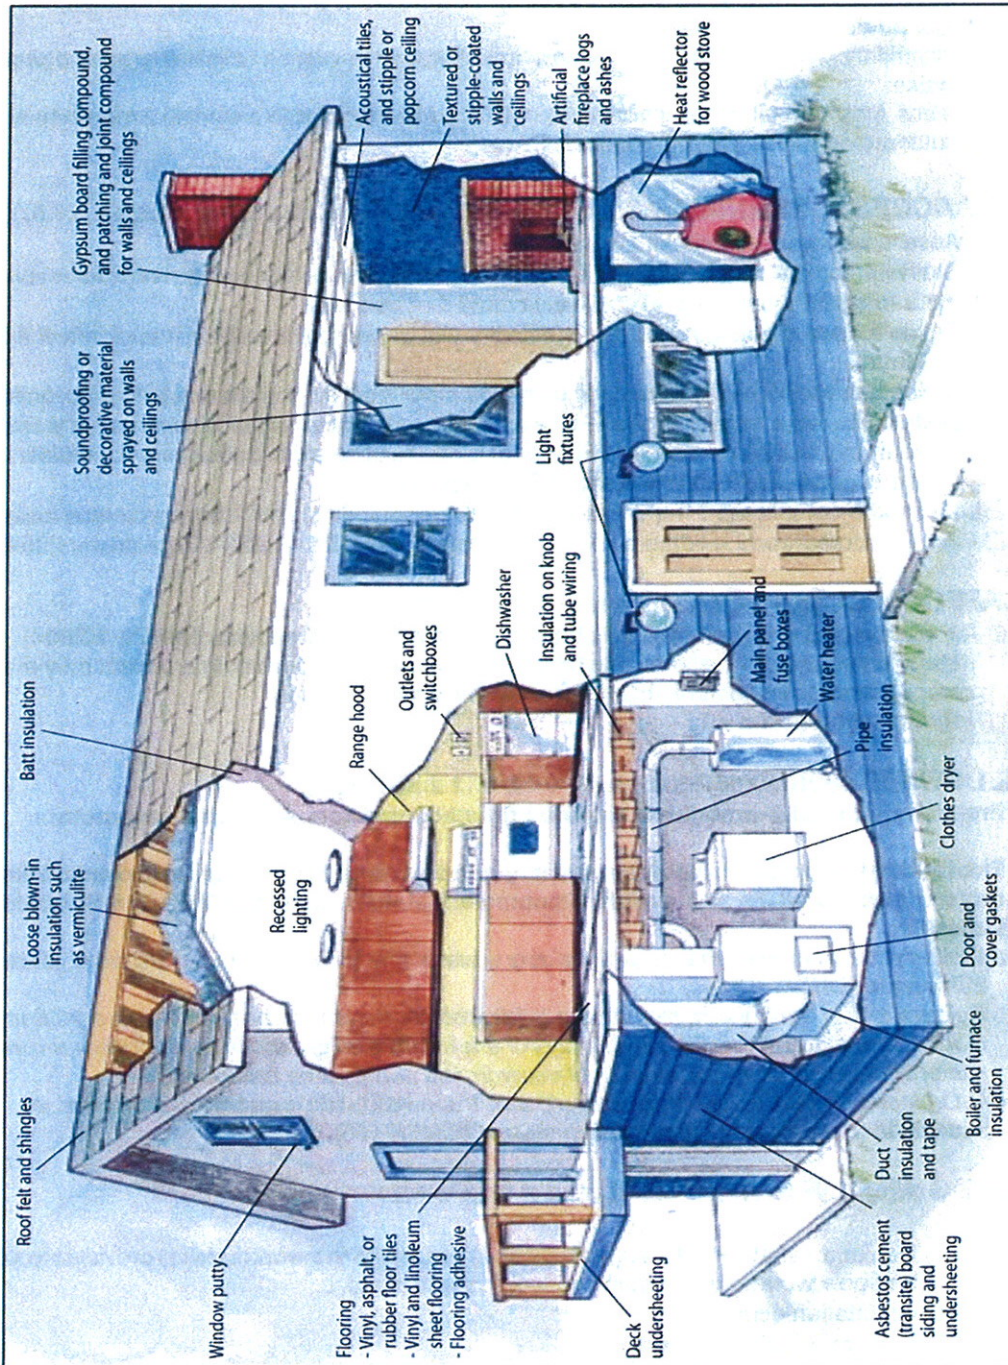 Roof felt and shingles
Loose blown-in
insulation such
as vermiculite
Batt insulation
Soundproofing or
decorative material
sprayed on walls
and ceilings
Gypsum board filling compound,
and patching and joint compound
for walls and ceilings
Acoustical tiles,
and stipple or
popcorn ceiling
Textured or
stipple-coated
walls and
ceilings
Artificial
fireplace logs
and ashes
Heat reflector
for wood stove
Window putty
Recessed
lighting
Range hood
Outlets and
switchboxes
Dishwasher
Light
fixtures
Insulation on knob
and tube wiring
Flooring
- Vinyl, asphalt, or
rubber floor tiles
- Vinyl and linoleum
sheet flooring
- Flooring adhesive
Main panel and
fuse boxes
Water heater
Pipe
insulation
Clothes dryer
Door and
cover gaskets
Boiler and furnace
insulation
Duct
insulation
and tape
Deck
undersheeting
Asbestos cement
(transite) board
siding and
undersheeting